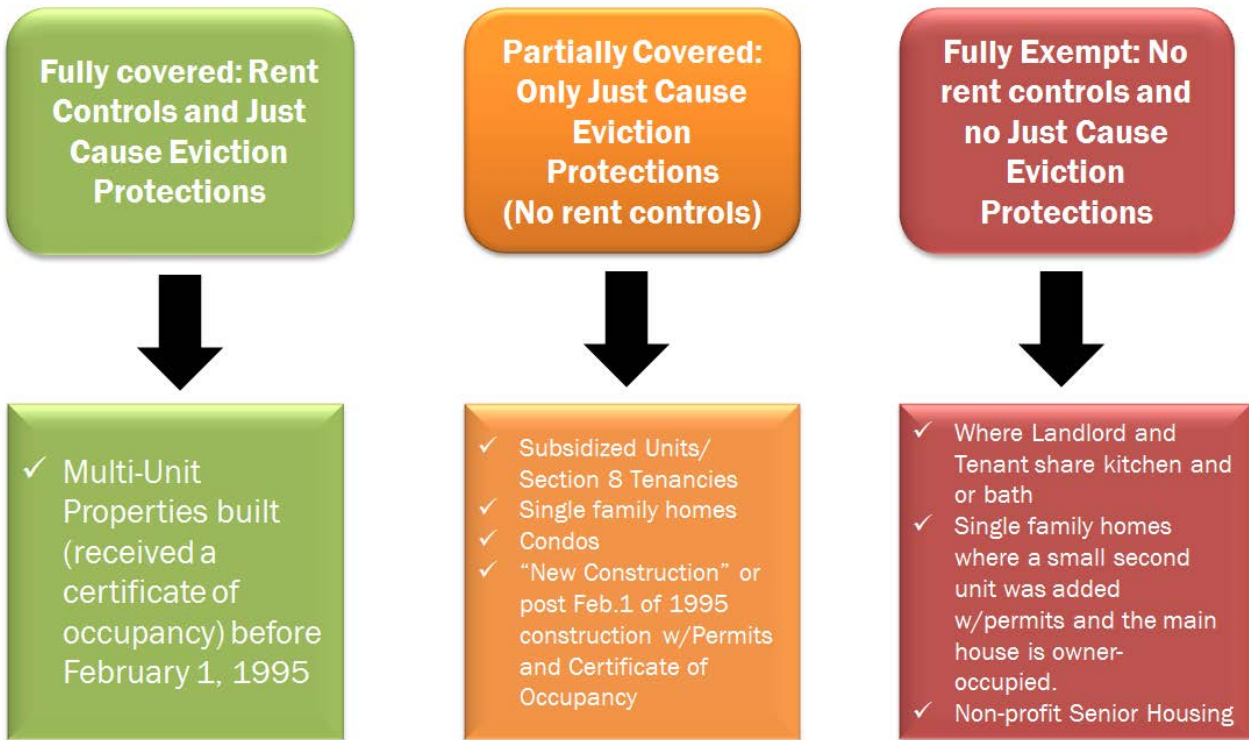 Fully covered: Rent
Controls and Just
Cause Eviction
Protections
✓ Multi-Unit
Properties built
(received a
certificate of
occupancy) before
February 1, 1995
Partially Covered:
Only Just Cause
Eviction
Protections
(No rent controls)
✓ Subsidized Units/
Section 8 Tenancies
✓ Single family homes
✓ Condos
✓ “New Construction” or
post Feb.1 of 1995
construction w/Permits
and Certificate of
Occupancy
Fully Exempt: No
rent controls and
no Just Cause
Eviction
Protections
✓ Where Landlord and
Tenant share kitchen and
or bath
✓ Single family homes
where a small second
unit was added
w/permits and the main
house is owner-
occupied.
✓ Non-profit Senior Housing